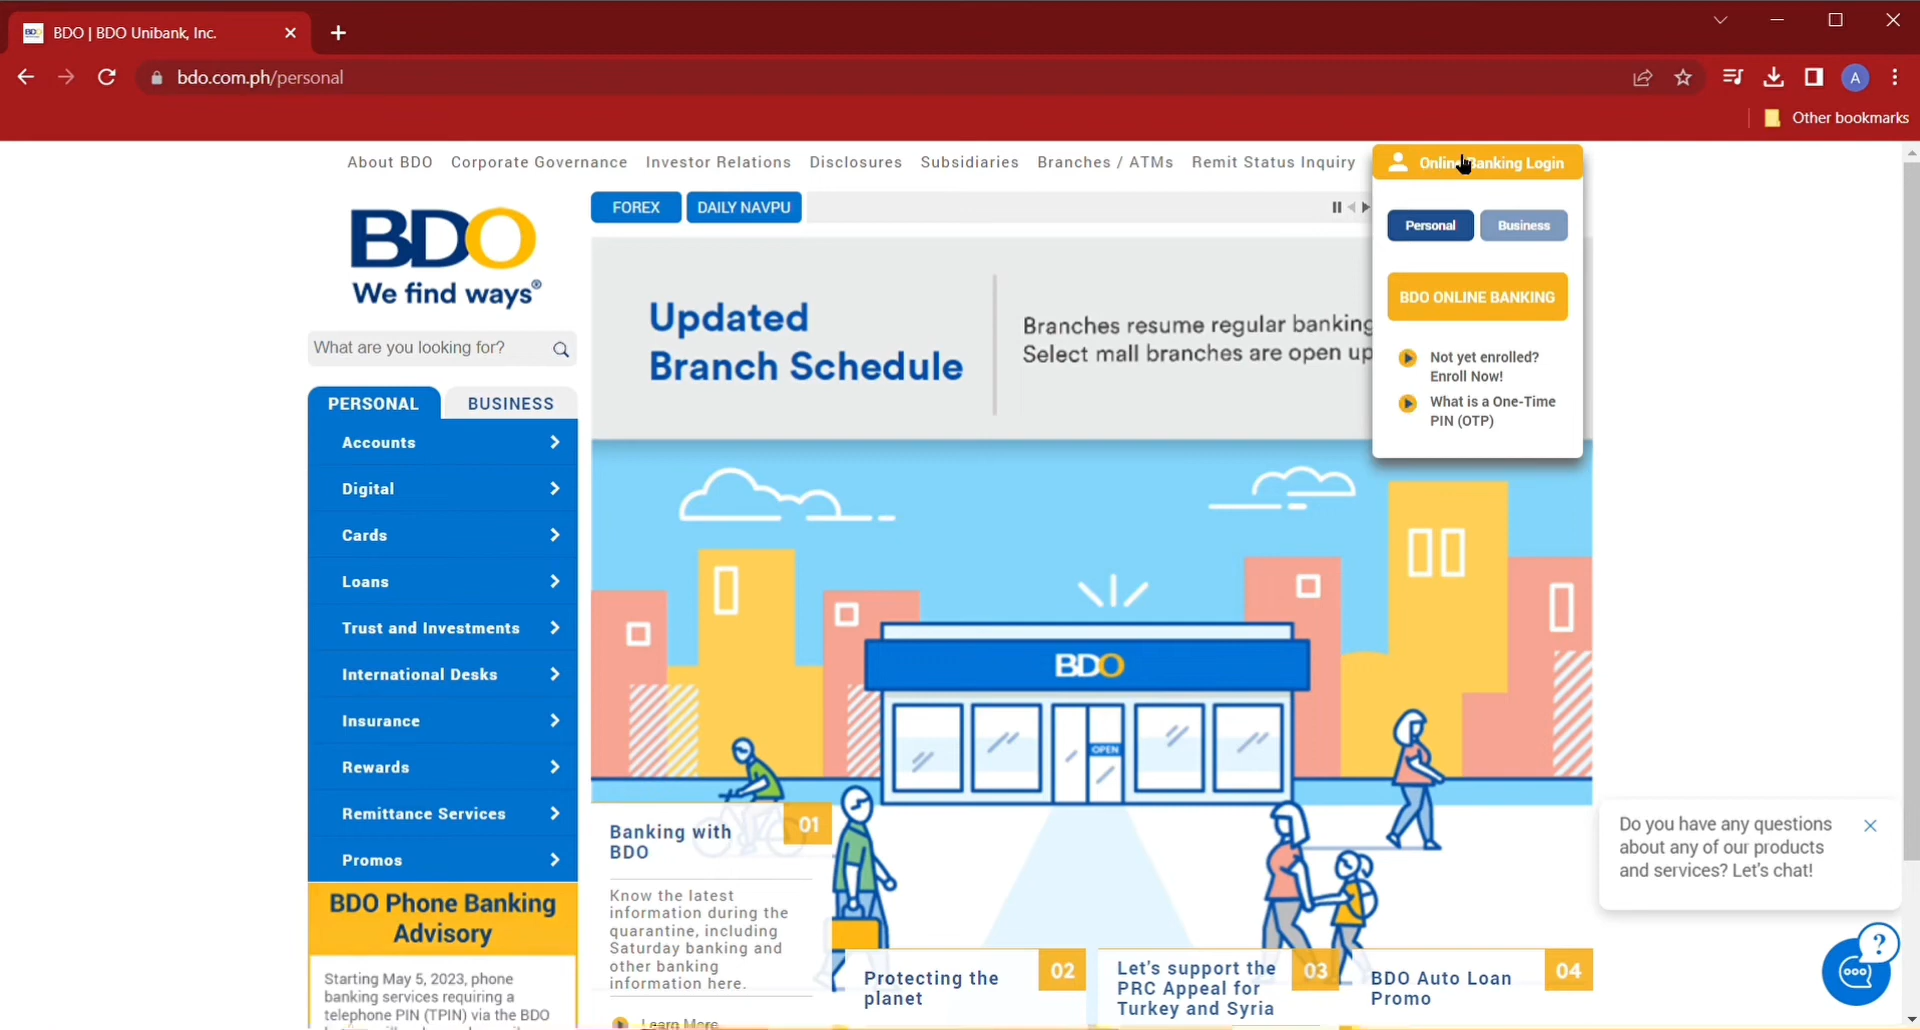 BDO | BDO Unibank, Inc.
bdo.com.ph/personal
A
Other bookmarks
About BDO Corporate Governance Investor Relations Disclosures Subsidiaries Branches / ATMs Remit Status Inquiry
Online Banking Login
BDO
We find ways®
FOREX
DAILY NAVPU
Personal
Business
BDO ONLINE BANKING
Not yet enrolled?
Enroll Now!
What is a One-Time
PIN (OTP)
Updated
Branch Schedule
Branches resume regular banking
Select mall branches are open up
What are you looking for?
PERSONAL
BUSINESS
Accounts
Digital
Cards
Loans
Trust and Investments
International Desks
Insurance
Rewards
Remittance Services
Promos
BDO
OPEN
BDO Phone Banking
Advisory
Starting May 5, 2023, phone
banking services requiring a
telephone PIN (TPIN) via the BDO
Banking with
BDO
01
Know the latest
information during the
quarantine, including
Saturday banking and
other banking
information here.
Learn More
Protecting the
planet
02
Let's support the
PRC Appeal for
Turkey and Syria
03
BDO Auto Loan
Promo
04
Do you have any questions
about any of our products
and services? Let's chat!
?